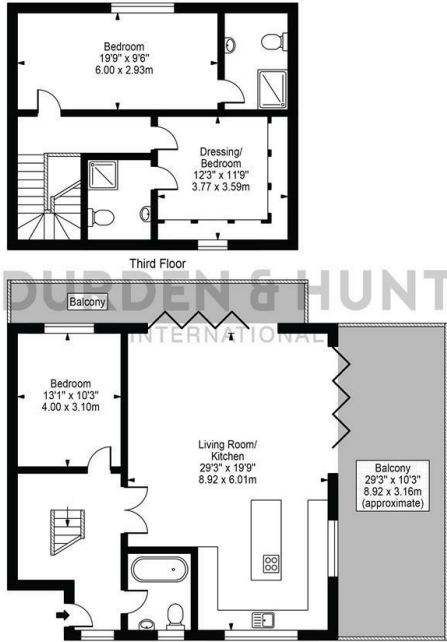 Bedroom
19'9" x 9'6"
6.00 x 2.93m
Dressing/
Bedroom
12'3" x 11'9"
3.77 x 3.59m
Third Floor
DURDEN & HUNT
INTERNATIONAL
Balcony
Bedroom
13'1" x 10'3"
4.00 x 3.10m
Living Room/
Kitchen
29'3" x 19'9"
8.92 x 6.01m
Balcony
29'3" x 10'3"
8.92 x 3.16m
(approximate)